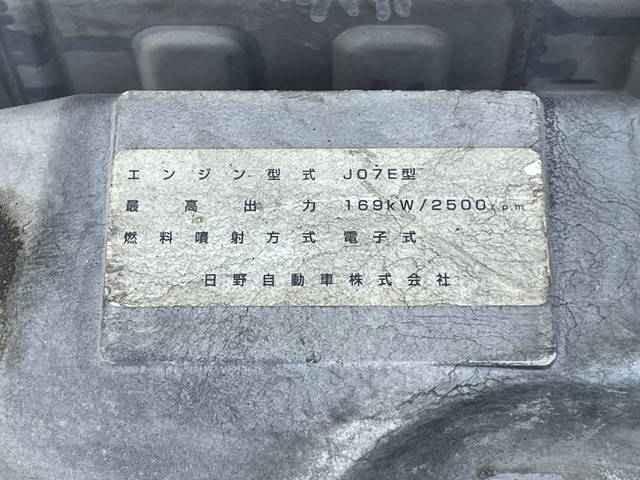 エンジン型式 J07E型
最高出力 169kW/2500r.p.m
燃料噴射方式 電子式
日野自動車株式会社